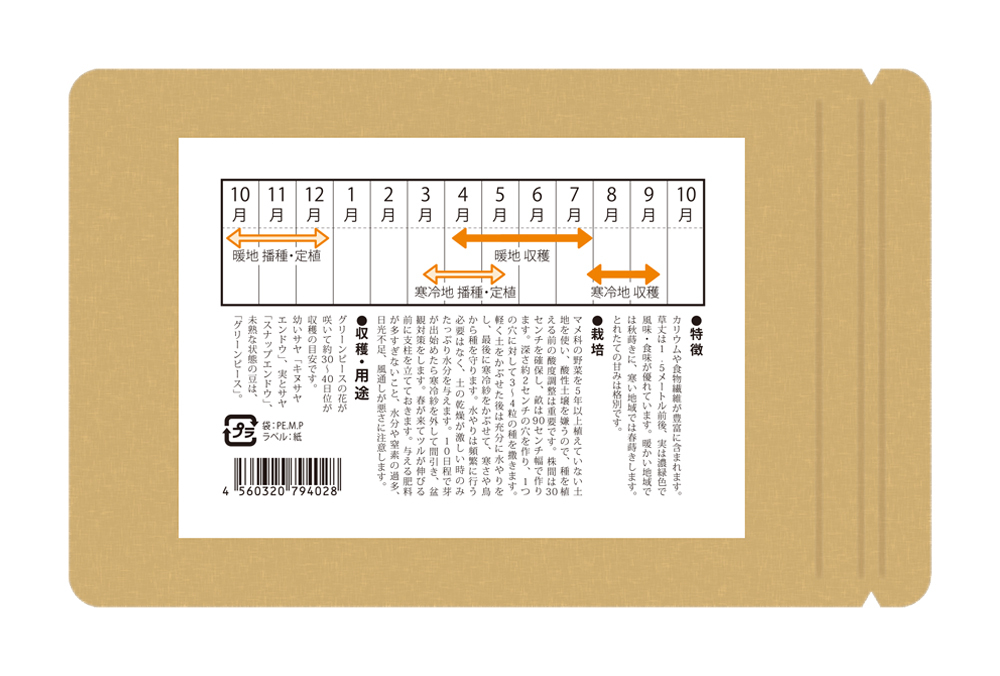 10月 11月 12月 1月 2月 3月 4月 5月 6月 7月 8月 9月 10月
暖地 播種・定植
暖地 収穫
寒冷地 播種・定植
寒冷地 収穫
●特徴
カリウムや食物繊維が豊富に含まれます。
草丈は1.5メートル前後、実は濃緑色で
風味・食味が優れています。暖かい地域で
は秋蒔きに、寒い地域では春蒔きします。
とれたての甘みは格別です。
●栽培
マメ科の野菜を5年以上植えていない土
地を使い、酸性土壌を嫌うので、種を植
える前の酸度調整は重要です。株間は30
センチを確保し、畝は90センチ幅で作り
ます。深さ約2センチの穴を作り、1つ
の穴に対して3~4粒の種を撒きます。
軽く土をかぶせた後は充分に水やりを
し、最後に寒冷紗をかぶせて、寒さや鳥
から種を守ります。水やりは頻繁に行う
必要はなく、土の乾燥が激しい時のみ
たっぷり水分を与えます。10日程で芽
が出始めたら寒冷紗を外して間引き、盆
観対策をします。春が来てツルが伸びる
前に支柱を立てておきます。与える肥料
が多すぎないこと、水分や窒素の過多、
日光不足、風通しが悪さに注意します。
●収穫・用途
グリーンピースの花が
咲いて約30~40日位が
収穫の目安です。
幼いサヤ「キヌサヤ
エンドウ」、実とサヤ
「スナップエンドウ」、
未熟な状態の豆は、
「グリーンピース」。
プラ
袋:PE,M,P
ラベル:紙
4 560320 794028